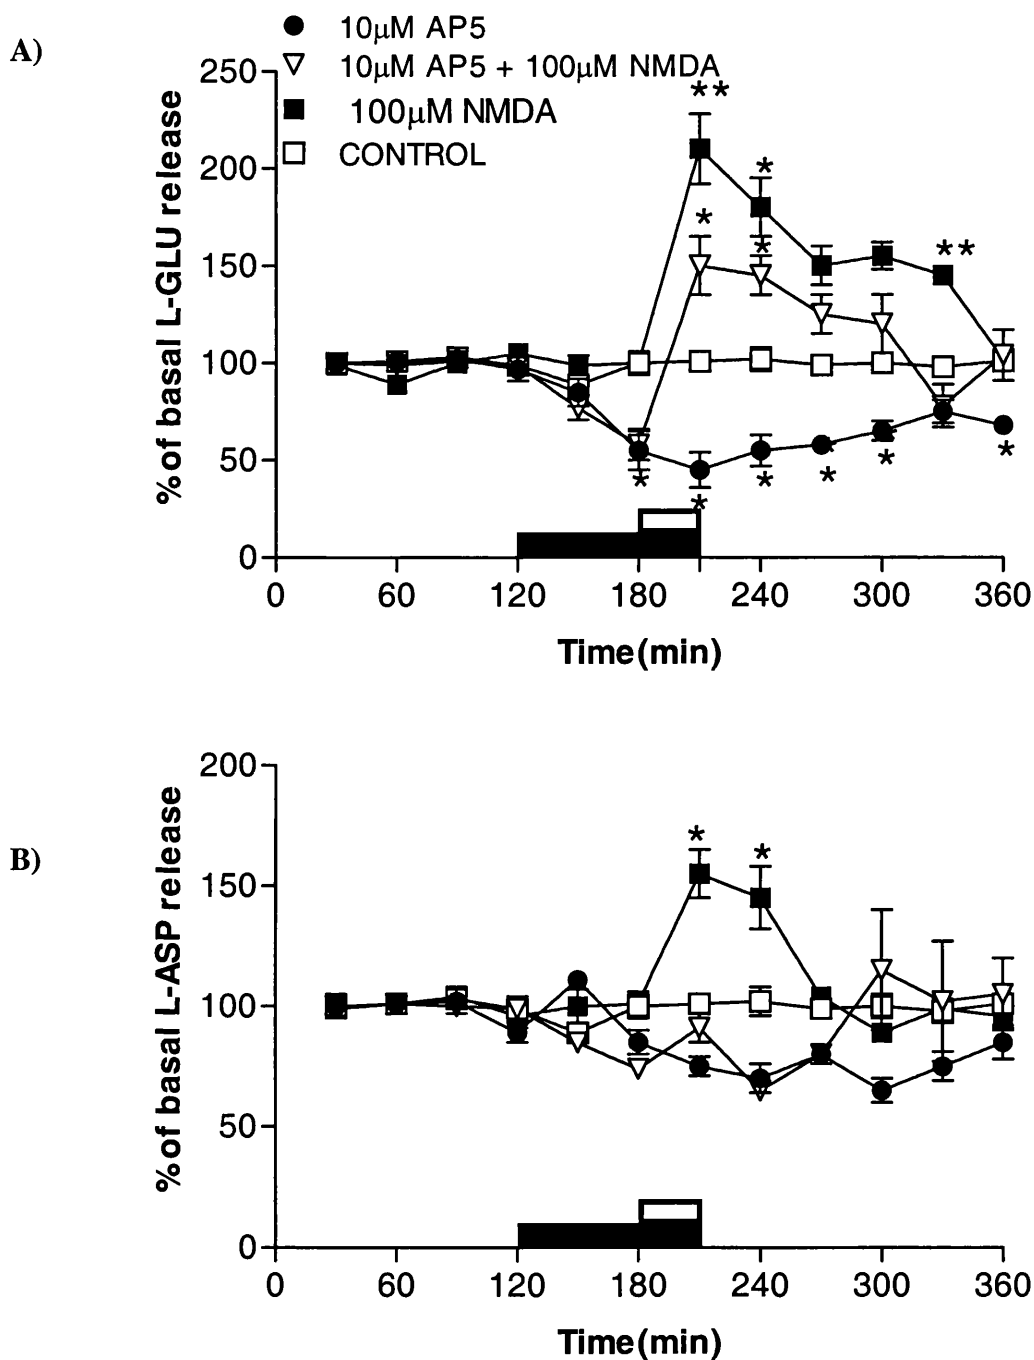 A)
10μM AP5
10μM AP5 + 100μM NMDA
100μM NMDA
CONTROL
% of basal L-GLU release
250
200
150
100
50
0
**
*
*
*
**
*
*
*
*
*
*
0 60 120 180 240 300 360
Time(min)
B)
% of basal L-ASP release
200
150
100
50
0
*
*
0 60 120 180 240 300 360
Time(min)